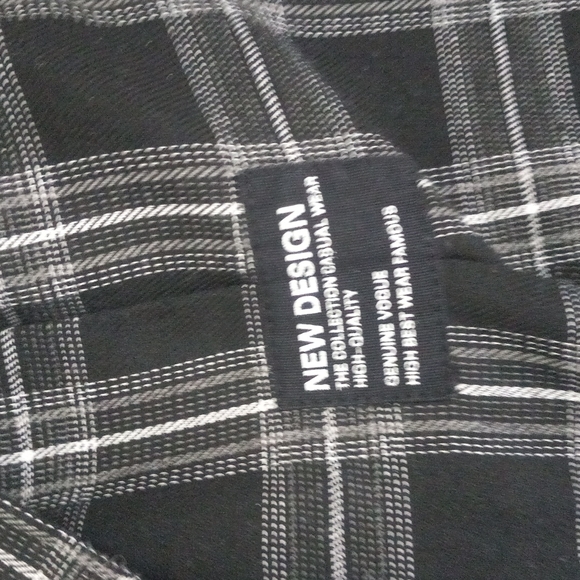 NEW DESIGN
THE COLLECTION CASUAL WEAR
HIGH-QUALITY
GENUINE VOGUE
HIGH BEST WEAR FAMOUS